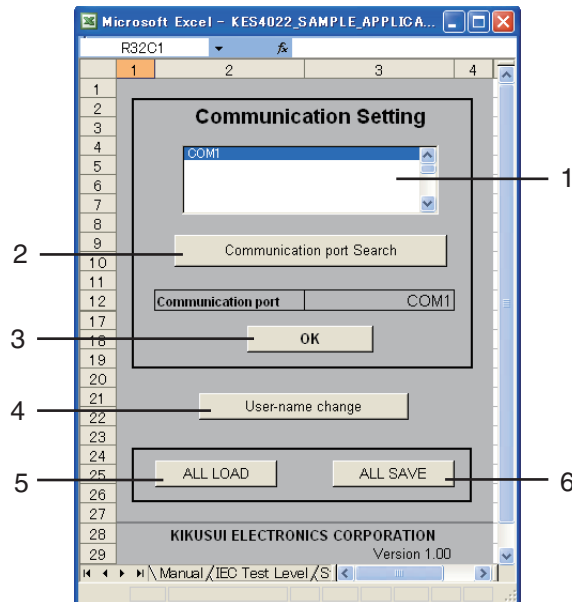 Microsoft Excel - KES4022_SAMPLE_APPLICA...
R32C1 fx
1 2 3 4
1
2
Communication Setting
3
4
COM1
5
1
6
7
8
9
2
Communication port Search
10
11
12
Communication port COM1
17
3
OK
18
19
20
21
4
User-name change
22
23
24
5
25
ALL LOAD ALL SAVE
6
26
27
28
KIKUSUI ELECTRONICS CORPORATION
29
Version 1.00
Manual / IEC Test Level / S